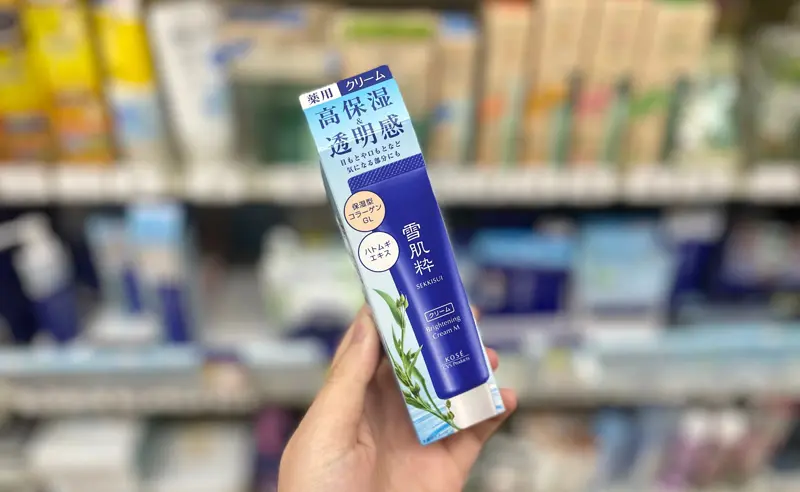 薬用 クリーム
高保湿
&
透明感
目もとや口もとなど
気になる部分にも
保湿型
コラーゲン
GL
ハトムギ
エキス
雪肌粋
SEKKISUI
クリーム
Brightening
Cream M
KOSÉ